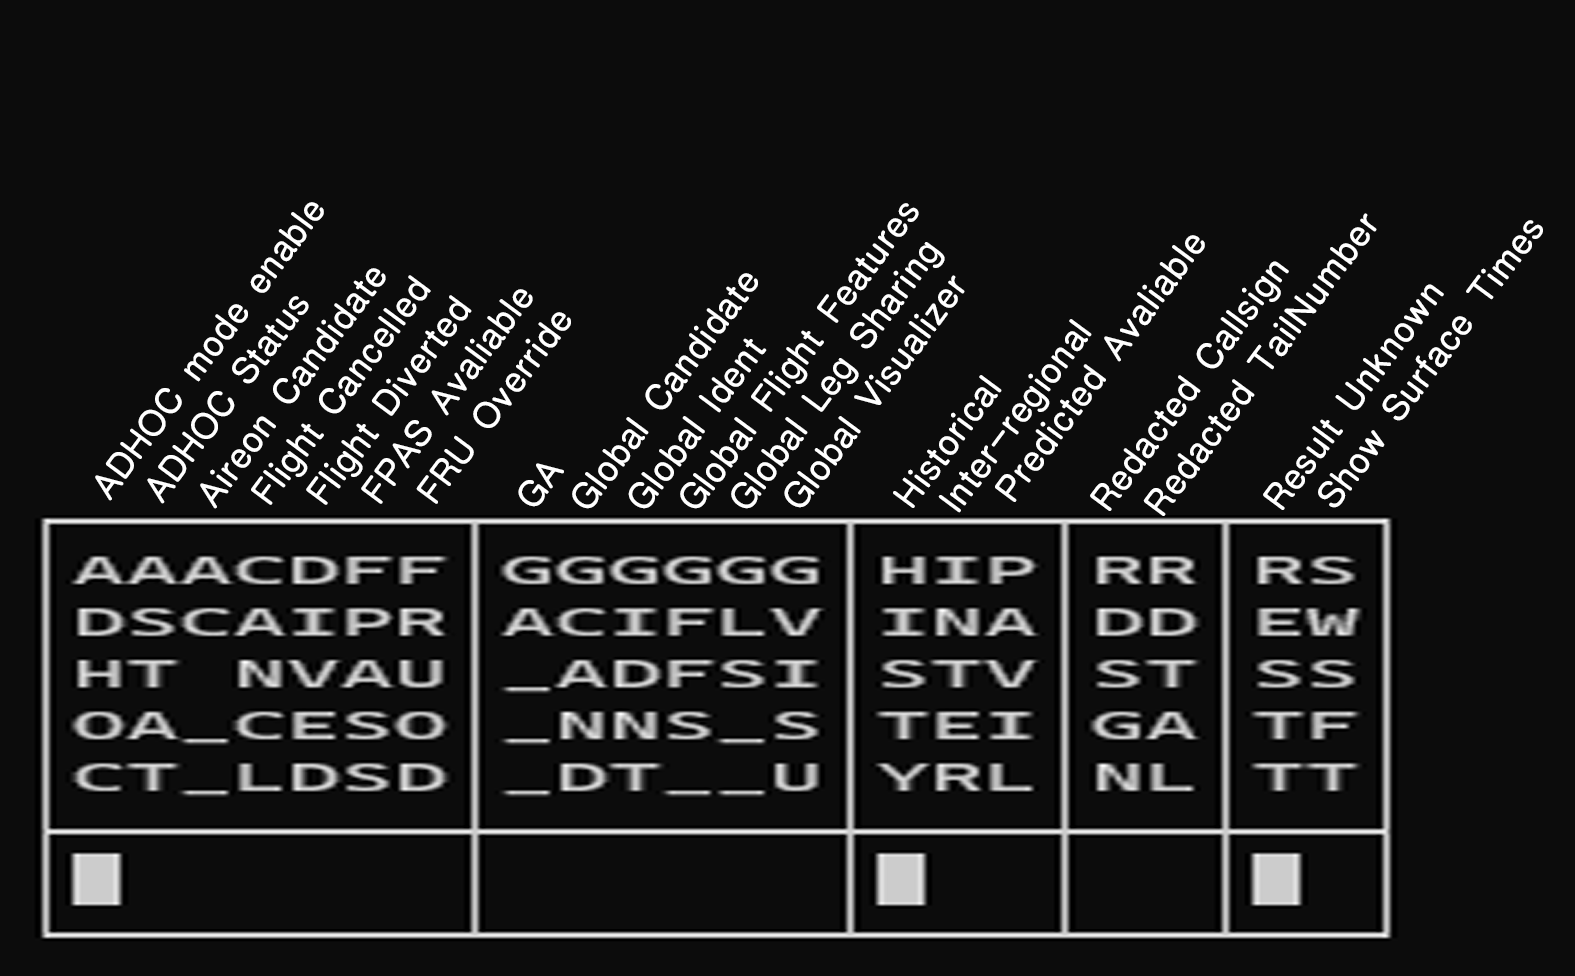 ADHOC mode enable
ADHOC Status
Aireon Candidate
Flight Cancelled
Flight Diverted
FPAS Avaliable
FRU Override
GA
Global Candidate
Global Ident
Global Flight Features
Global Leg Sharing
Global Visualizer
Historical
Inter-regional
Predicted Avaliable
Redacted Callsign
Redacted TailNumber
Result Unknown
Show Surface Times
AAACDFF GGGGGG HIP RR RS
DSCAIPR ACIFLV INA DD EW
HT NVAU _ADFSI STV ST SS
OA_CESO _NNS_S TEI GA TF
CT_LDSD _DT__U YRL NL TT